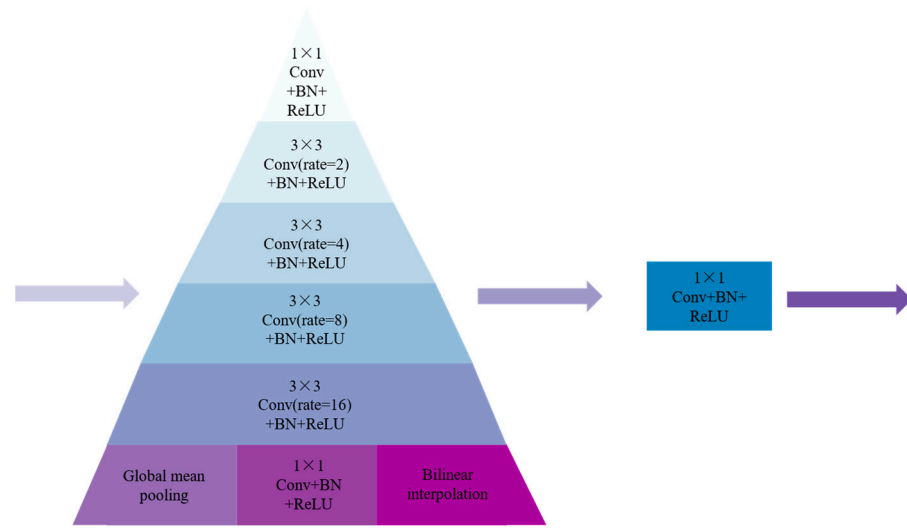 1×1
Conv
+BN+
ReLU
3×3
Conv(rate=2)
+BN+ReLU
3×3
Conv(rate=4)
+BN+ReLU
3×3
Conv(rate=8)
+BN+ReLU
3×3
Conv(rate=16)
+BN+ReLU
Global mean
pooling
1×1
Conv+BN
+ReLU
Bilinear
interpolation
1×1
Conv+BN+
ReLU